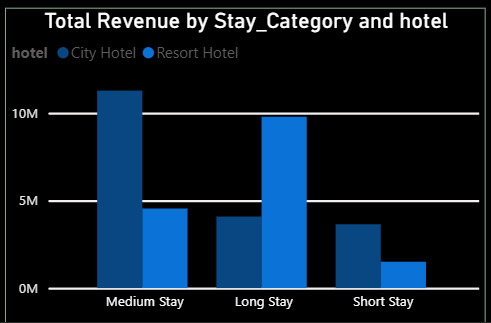 Total Revenue by Stay_Category and hotel
hotel City Hotel Resort Hotel
10M
5M
0M
Medium Stay Long Stay Short Stay